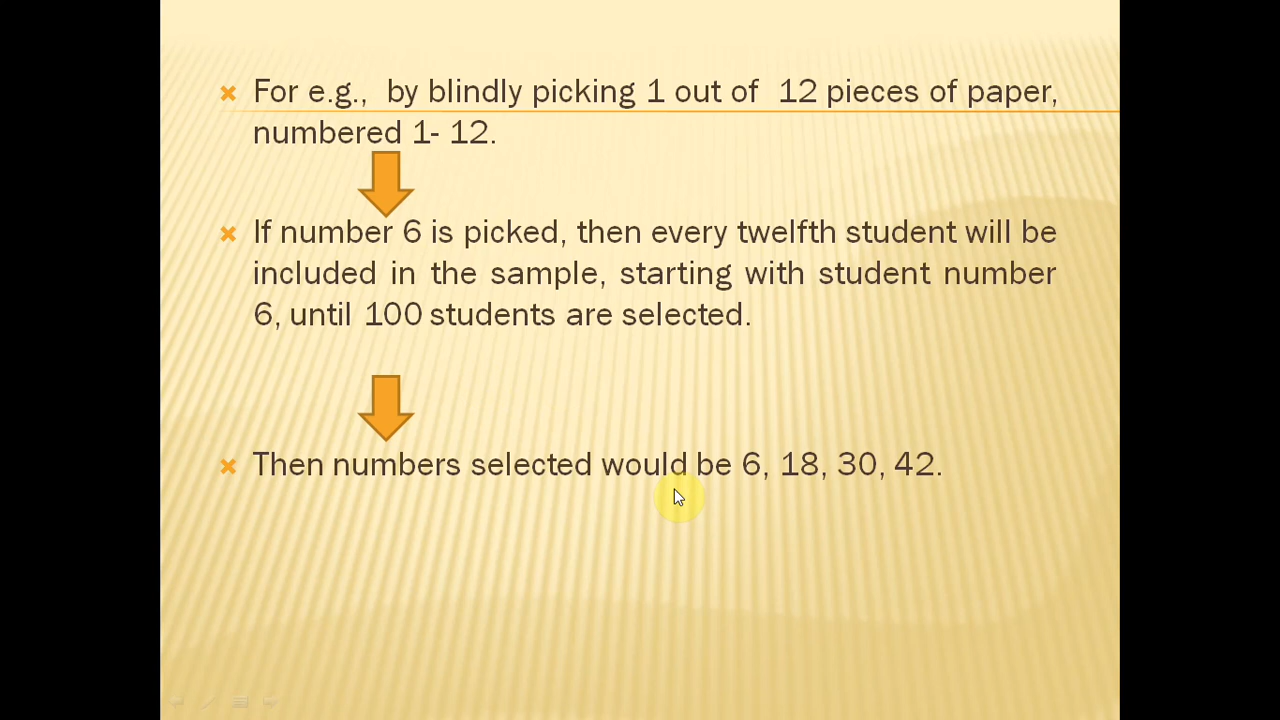 For e.g., by blindly picking 1 out of 12 pieces of paper,
numbered 1- 12.
If number 6 is picked, then every twelfth student will be
included in the sample, starting with student number
6, until 100 students are selected.
Then numbers selected would be 6, 18, 30, 42.